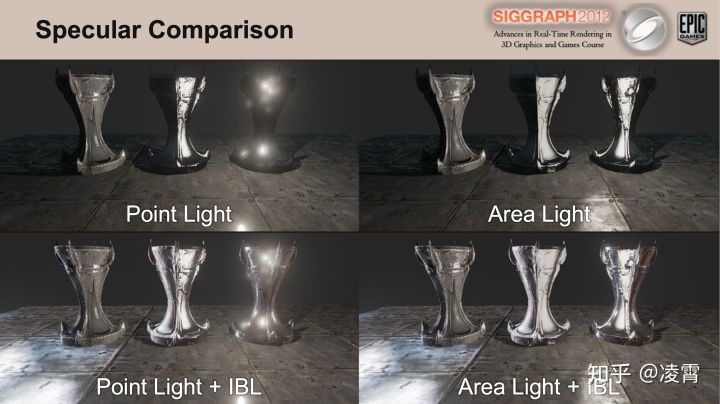 Specular Comparison
SIGGRAPH2012
Advances in Real-Time Rendering in
3D Graphics and Games Course
EPIC
GAMES
Point Light
Area Light
Point Light + IBL
Area Light + IBL
知乎 @凌霄